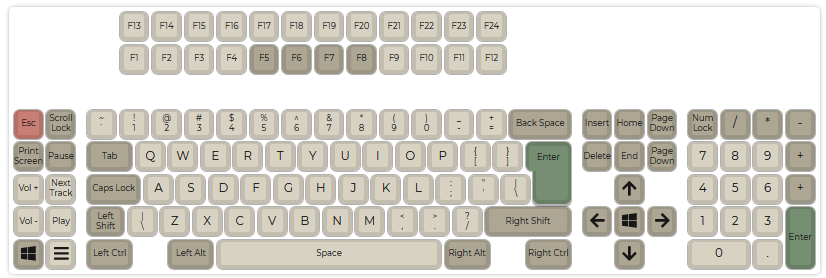 F13 F14 F15 F16 F17 F18 F19 F20 F21 F22 F23 F24
F1 F2 F3 F4 F5 F6 F7 F8 F9 F10 F11 F12
Esc Scroll Lock ~ ` ! 1 @ 2 # 3 $ 4 % 5 ^ 6 & 7 * 8 ( 9 ) 0 _ - + = Back Space Insert Home Page Down Num Lock / * -
Print Screen Pause Tab Q W E R T Y U I O P { [ } ] Enter Delete End Page Down 7 8 9 +
Vol + Next Track Caps Lock A S D F G H J K L : ; " ' | \ 4 5 6 +
Vol - Play Left Shift | \ Z X C V B N M < , > . ? / Right Shift 1 2 3 Enter
Left Ctrl Left Alt Space Right Alt Right Ctrl 0 .